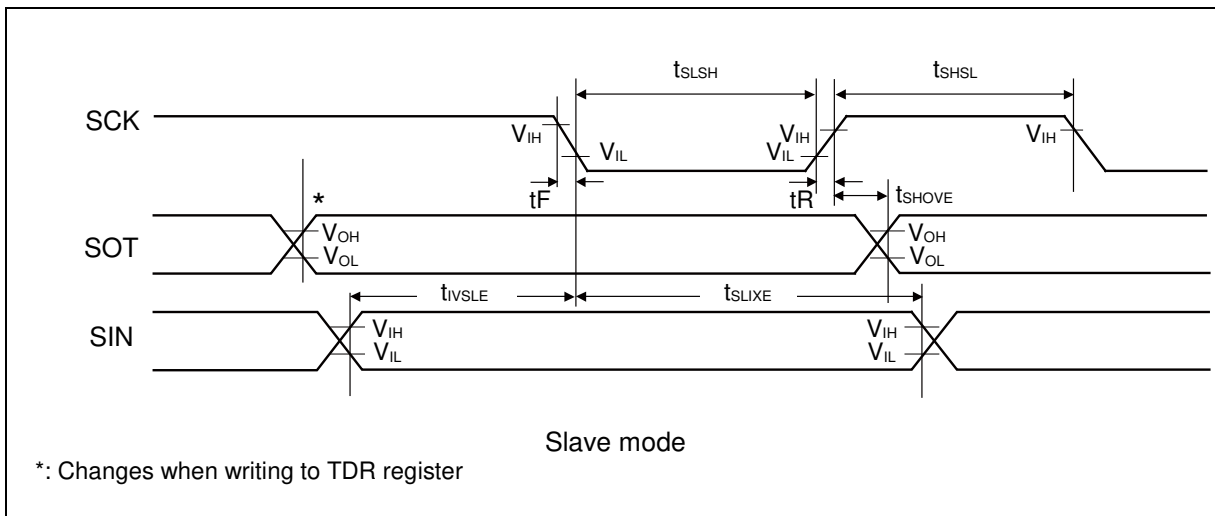 tSLSH tSHSL
SCK VIH VIL VIL VIH VIH
tF tR tSHOVE
*
SOT VOH VOL VOH VOL
tIVSLE tSLIXE
SIN VIH VIL VIH VIL
Slave mode
*: Changes when writing to TDR register